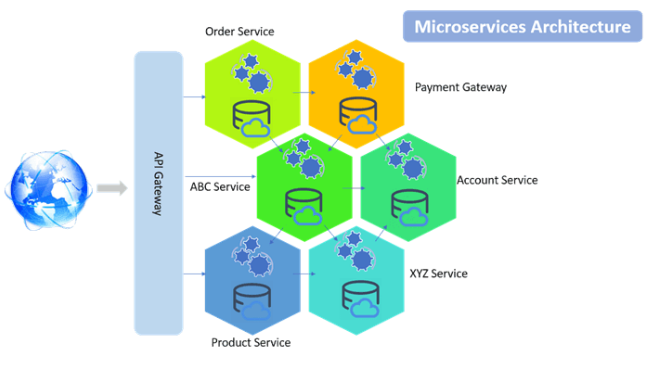 Microservices Architecture
Order Service
Payment Gateway
API Gateway
ABC Service
Account Service
XYZ Service
Product Service